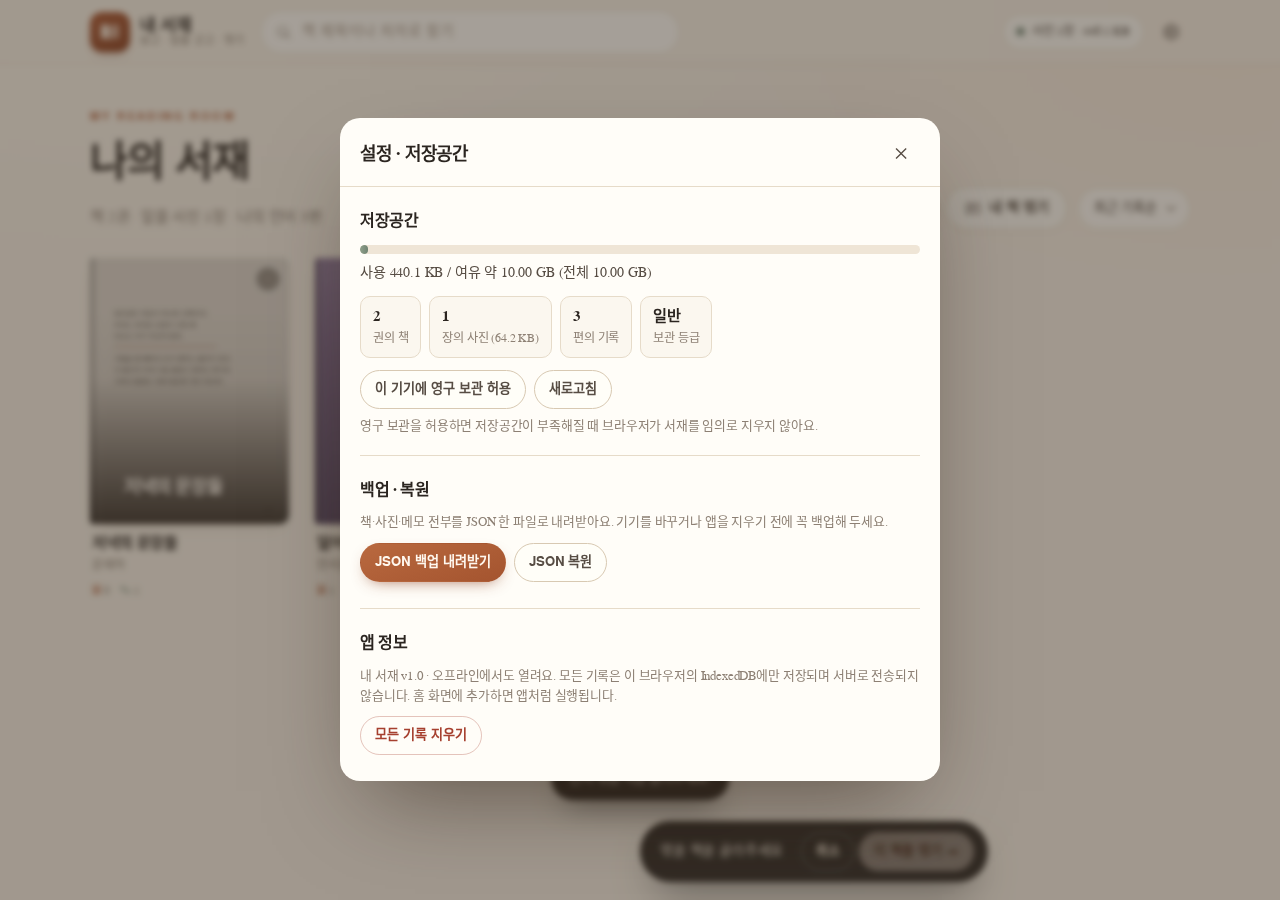 내 서재
MY READING ROOM
나의 서재
설정 · 저장공간
저장공간
사용 440.1 KB / 여유 약 10.00 GB (전체 10.00 GB)
2
권의 책
1
장의 사진 (64.2 KB)
3
편의 기록
일반
보관 등급
이 기기에 영구 보관 허용
새로고침
영구 보관을 허용하면 저장공간이 부족해질 때 브라우저가 서재를 임의로 지우지 않아요.
백업 · 복원
책·사진·메모 전부를 JSON 한 파일로 내려받아요. 기기를 바꾸거나 앱을 지우기 전에 꼭 백업해 두세요.
JSON 백업 내려받기
JSON 복원
앱 정보
내 서재 v1.0 · 오프라인에서도 열려요. 모든 기록은 이 브라우저의 IndexedDB에만 저장되며 서버로 전송되지
않습니다. 홈 화면에 추가하면 앱처럼 실행됩니다.
모든 기록 지우기